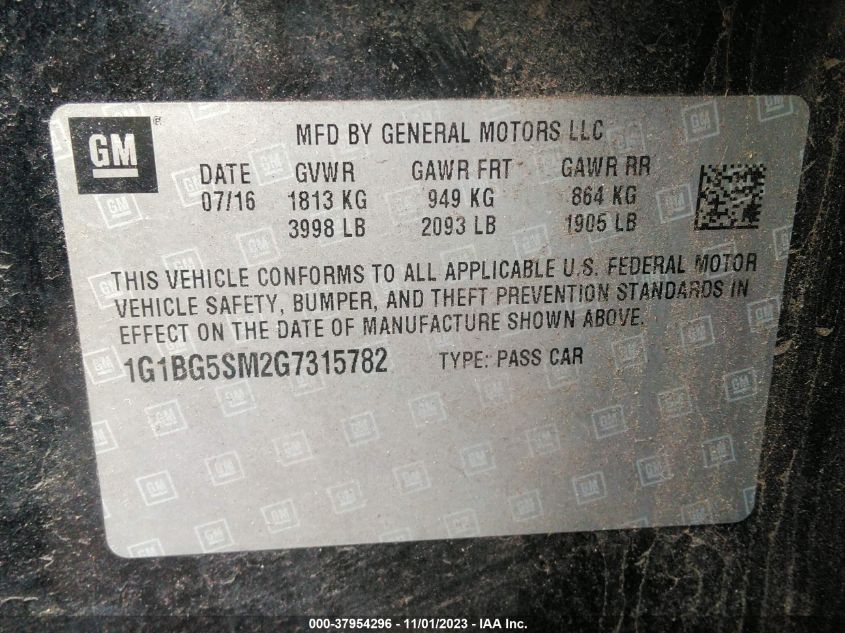 GM
MFD BY GENERAL MOTORS LLC
DATE GVWR GAWR FRT GAWR RR
07/16 1813 KG 949 KG 864 KG
3998 LB 2093 LB 1905 LB
THIS VEHICLE CONFORMS TO ALL APPLICABLE U.S. FEDERAL MOTOR
VEHICLE SAFETY, BUMPER, AND THEFT PREVENTION STANDARDS IN
EFFECT ON THE DATE OF MANUFACTURE SHOWN ABOVE.
1G1BG5SM2G7315782 TYPE: PASS CAR
000-37954296 - 11/01/2023 - IAA Inc.